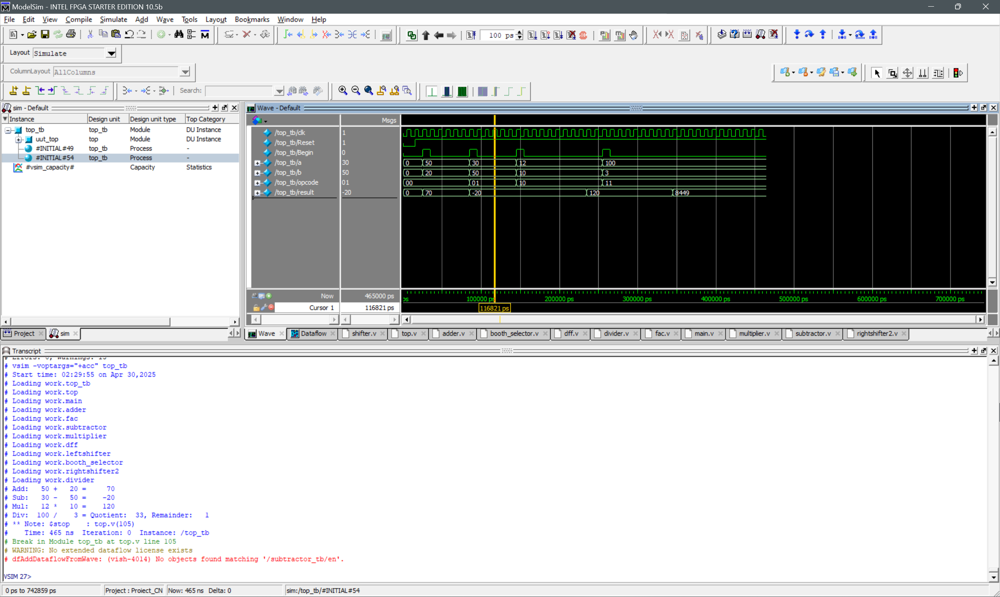 ModelSim - INTEL FPGA STARTER EDITION 10.5b
File Edit View Compile Simulate Add Wave Tools Layout Bookmarks Window Help
100 ps
Layout Simulate
ColumnLayout AllColumns
Search:
sim - Default
Instance Design unit Design unit type Top Category
top_tb top_tb Module DU Instance
uut_top top Module DU Instance
#INITIAL#49 top_tb Process -
#INITIAL#54 top_tb Process -
#vsim_capacity# Capacity Statistics
Project sim
Wave - Default
Msgs
/top_tb/clk 1
/top_tb/Reset 1
/top_tb/Begin 0
/top_tb/a 30 0 50 30 12 100
/top_tb/b 50 0 20 50 10 3
/top_tb/opcode 01 00 01 10 11
/top_tb/result -20 0 70 -20 120 8449
Now 465000 ps ps 100000 ps 200000 ps 300000 ps 400000 ps 500000 ps 600000 ps 700000 ps
Cursor 1 116821 ps 116821 ps
Wave Dataflow shifter.v top.v adder.v booth_selector.v dff.v divider.v fac.v main.v multiplier.v subtractor.v rightshifter2.v
Transcript
# Errors: 0, Warnings: 15
# vsim -voptargs="+acc" top_tb
# Start time: 02:29:55 on Apr 30,2025
# Loading work.top_tb
# Loading work.top
# Loading work.main
# Loading work.adder
# Loading work.fac
# Loading work.subtractor
# Loading work.multiplier
# Loading work.dff
# Loading work.leftshifter
# Loading work.booth_selector
# Loading work.rightshifter2
# Loading work.divider
# Add: 50 + 20 = 70
# Sub: 30 - 50 = -20
# Mul: 12 * 10 = 120
# Div: 100 / 3 = Quotient: 33, Remainder: 1
# ** Note: $stop : top.v(105)
# Time: 465 ns Iteration: 0 Instance: /top_tb
# Break in Module top_tb at top.v line 105
# WARNING: No extended dataflow license exists
# dfAddDataflowFromWave: (vish-4014) No objects found matching '/subtractor_tb/en'.
VSIM 27>
0 ps to 742859 ps Project : Proiect_CN Now: 465 ns Delta: 0 sim:/top_tb/#INITIAL#54